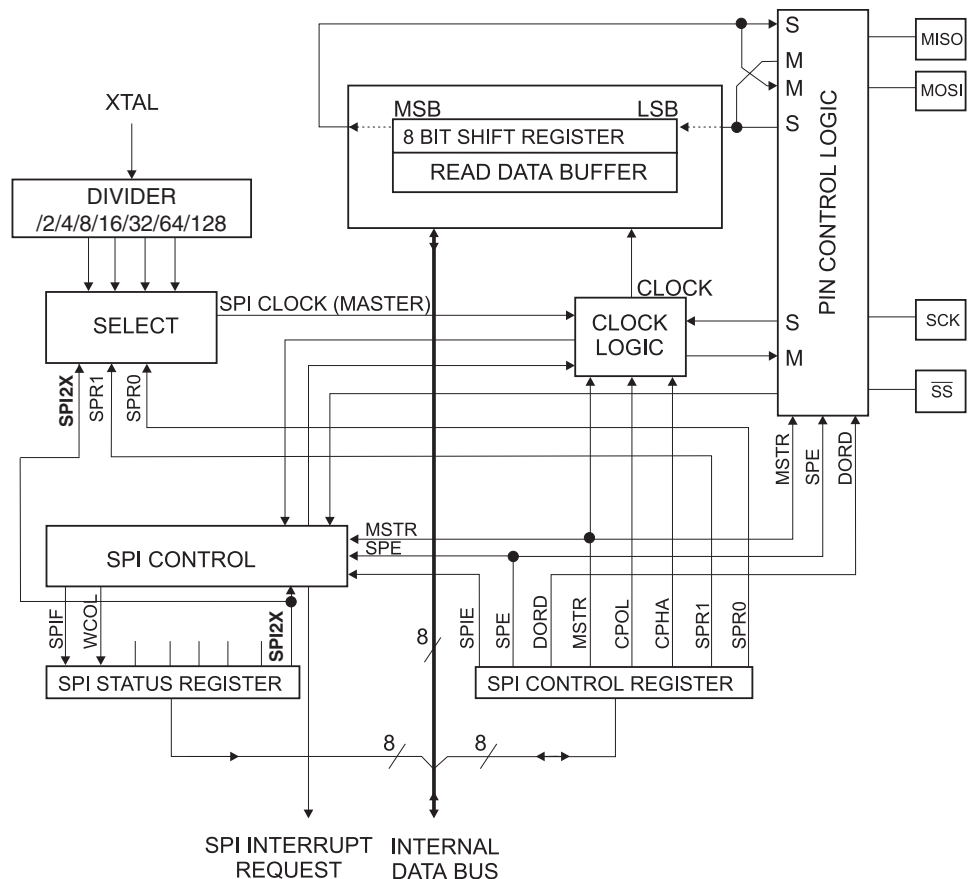 S
MISO
M
MOSI
M
S
MSB
LSB
8 BIT SHIFT REGISTER
READ DATA BUFFER
PIN CONTROL LOGIC
XTAL
DIVIDER
/2/4/8/16/32/64/128
SPI CLOCK (MASTER)
SELECT
CLOCK
CLOCK
LOGIC
S
M
SCK
SS
SPI2X
SPR1
SPR0
MSTR
SPE
DORD
MSTR
SPE
SPI CONTROL
SPIF
WCOL
SPI2X
8
SPIE
SPE
DORD
MSTR
CPOL
CPHA
SPR1
SPR0
SPI STATUS REGISTER
SPI CONTROL REGISTER
8
8
SPI INTERRUPT
REQUEST
INTERNAL
DATA BUS